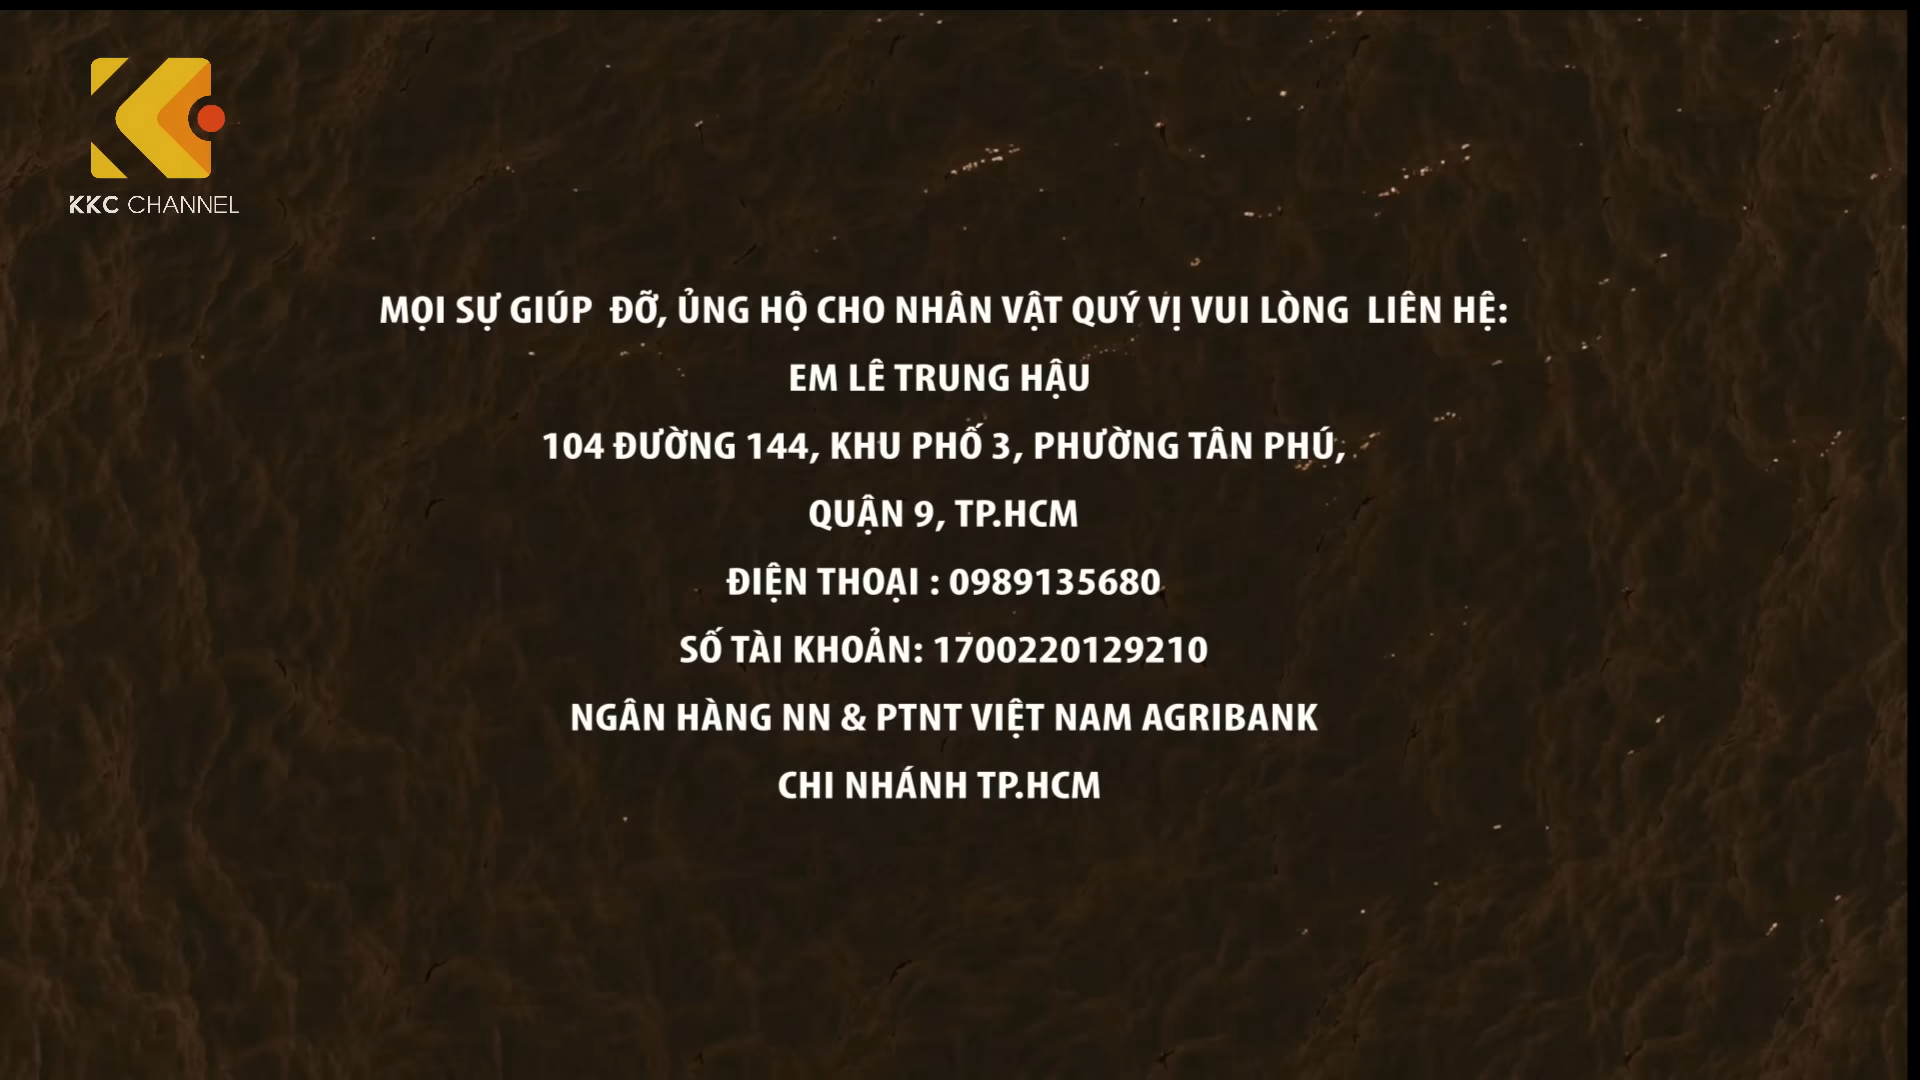 KKC CHANNEL
MỌI SỰ GIÚP ĐỠ, ỦNG HỘ CHO NHÂN VẬT QUÝ VỊ VUI LÒNG LIÊN HỆ:
EM LÊ TRUNG HẬU
104 ĐƯỜNG 144, KHU PHỐ 3, PHƯỜNG TÂN PHÚ,
QUẬN 9, TP.HCM
ĐIỆN THOẠI : 0989135680
SỐ TÀI KHOẢN: 1700220129210
NGÂN HÀNG NN & PTNT VIỆT NAM AGRIBANK
CHI NHÁNH TP.HCM